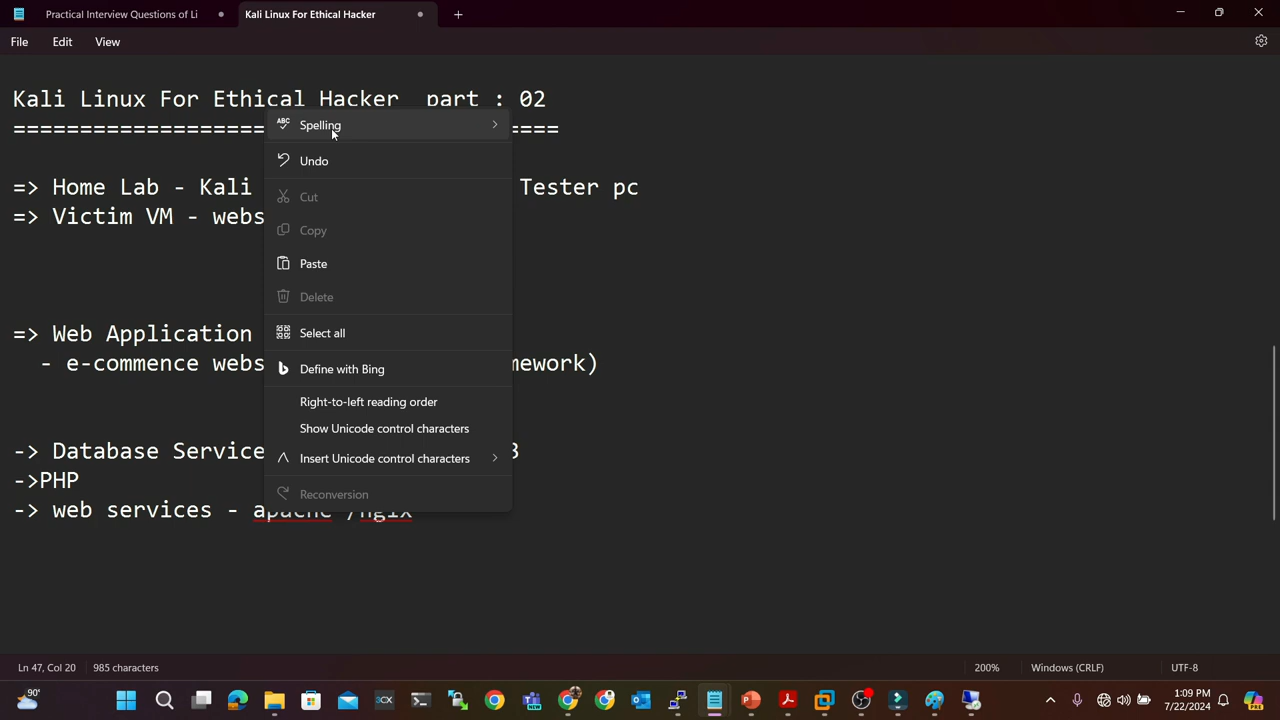 Practical Interview Questions of Li
Kali Linux For Ethical Hacker
File Edit View
Kali Linux For Ethical Hacker part : 02
=> Home Lab - Kali Tester pc
=> Victim VM - webs
=> Web Application
- e-commence webs mework)
-> Database Service 3
->PHP
-> web services - apache /ngix
ABC Spelling
Undo
Cut
Copy
Paste
Delete
Select all
b Define with Bing
Right-to-left reading order
Show Unicode control characters
Insert Unicode control characters
Reconversion
Ln 47, Col 20 985 characters 200% Windows (CRLF) UTF-8
90° 1:09 PM
7/22/2024